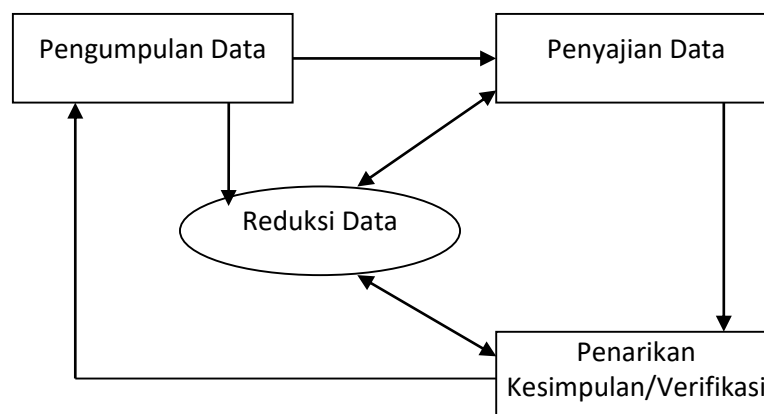 Pengumpulan Data
Penyajian Data
Reduksi Data
Penarikan
Kesimpulan/Verifikasi